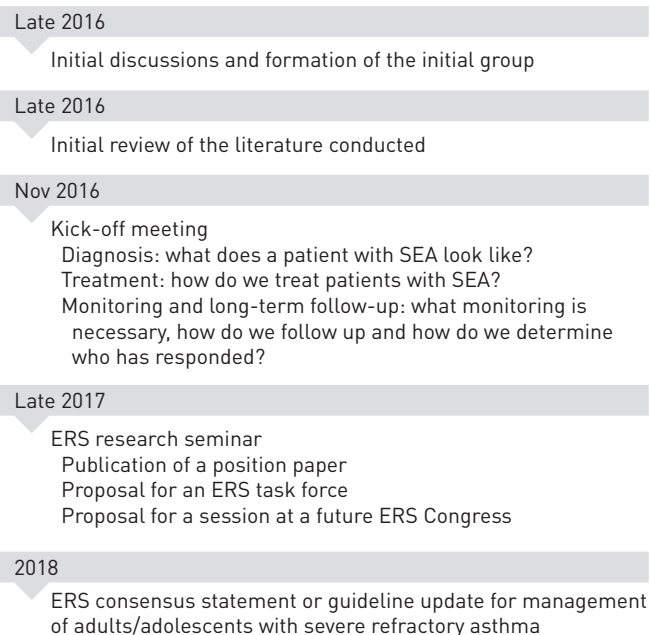 Late 2016
Initial discussions and formation of the initial group
Late 2016
Initial review of the literature conducted
Nov 2016
Kick-off meeting
Diagnosis: what does a patient with SEA look like?
Treatment: how do we treat patients with SEA?
Monitoring and long-term follow-up: what monitoring is
necessary, how do we follow up and how do we determine
who has responded?
Late 2017
ERS research seminar
Publication of a position paper
Proposal for an ERS task force
Proposal for a session at a future ERS Congress
2018
ERS consensus statement or guideline update for management
of adults/adolescents with severe refractory asthma